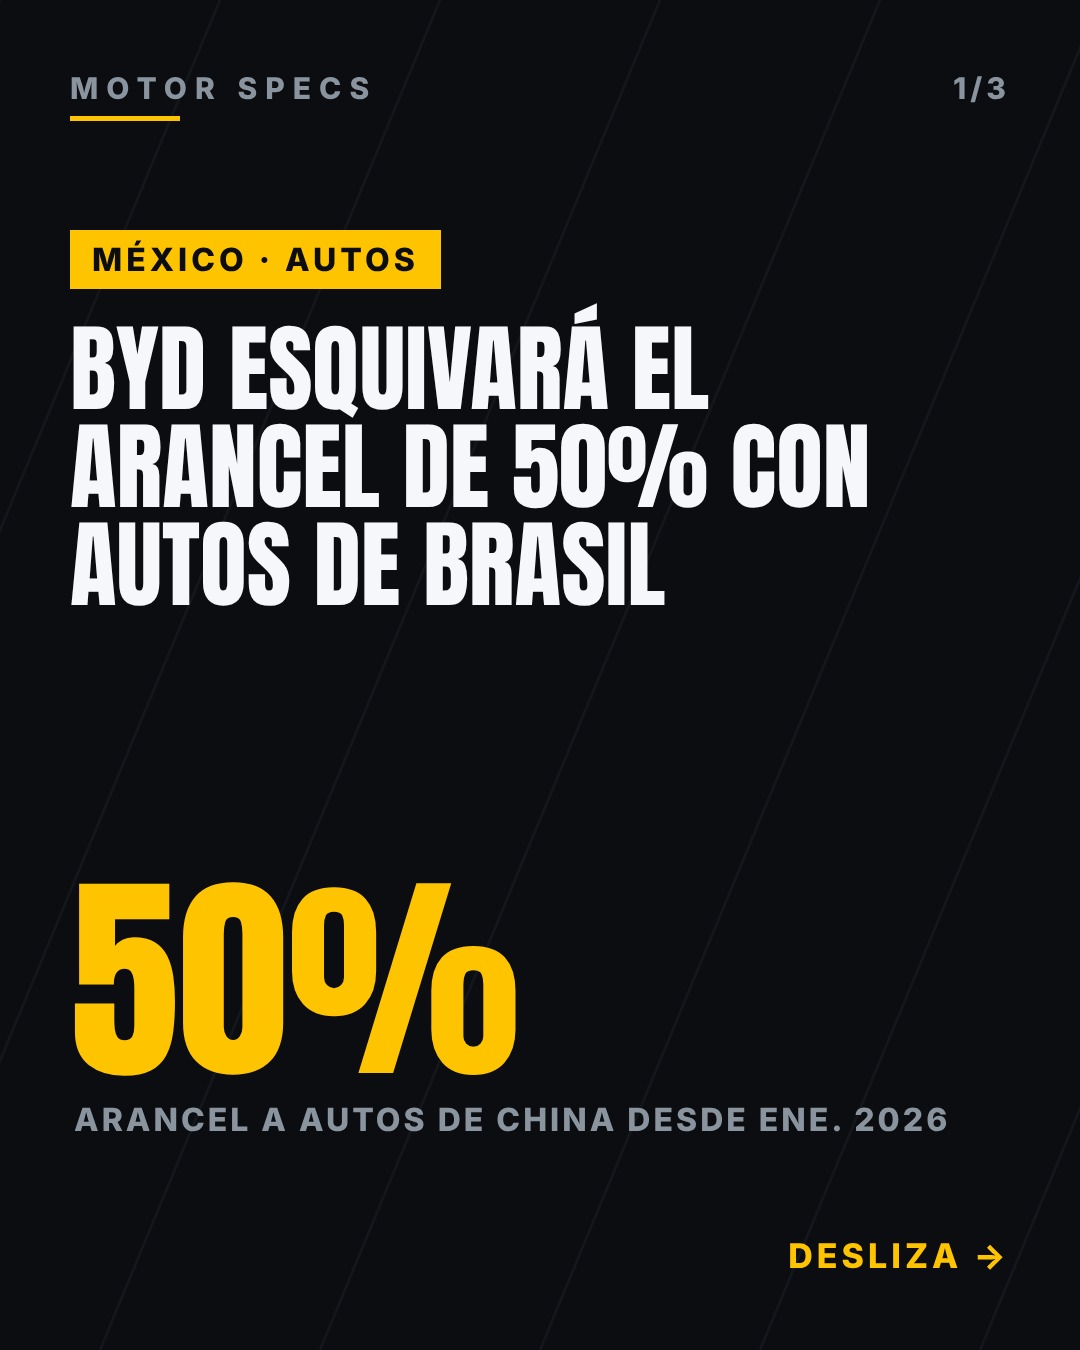 MOTOR SPECS
1/3
MÉXICO · AUTOS
BYD ESQUIVARÁ EL
ARANCEL DE 50% CON
AUTOS DE BRASIL
50%
ARANCEL A AUTOS DE CHINA DESDE ENE. 2026
DESLIZA →